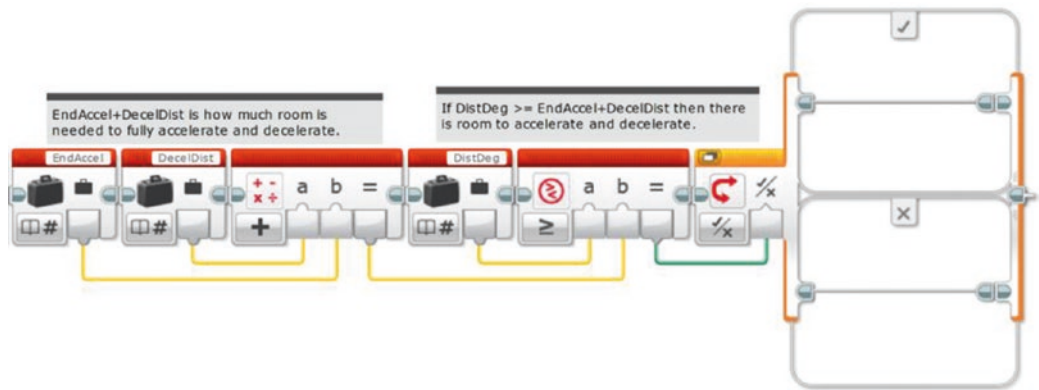 EndAccel+DecelDist is how much room is
needed to fully accelerate and decelerate.
If DistDeg >= EndAccel+DecelDist then there
is room to accelerate and decelerate.
EndAccel
DecelDist
a b =
DistDeg
a b =
#
#
+
#
≥